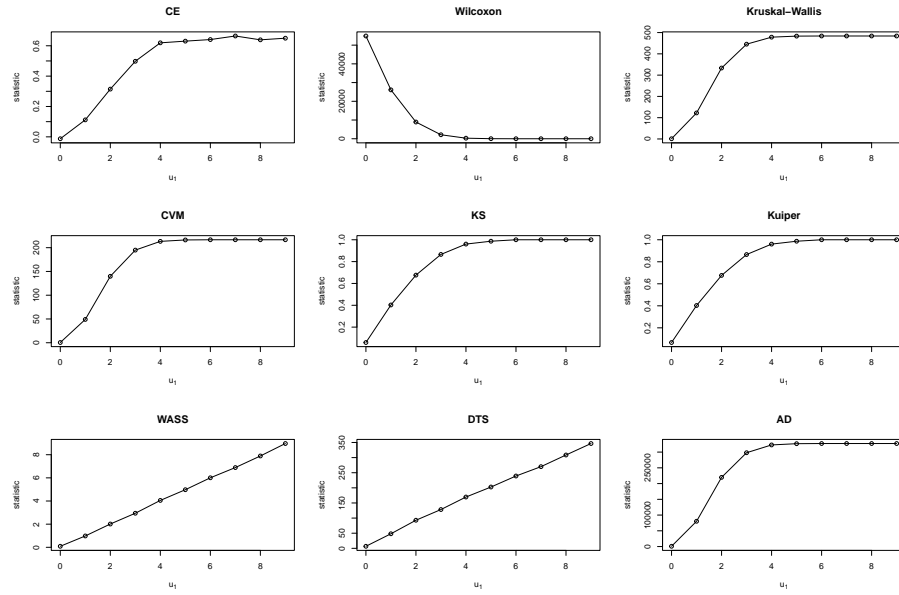 CE
statistic
0.0 0.2 0.4 0.6
0 2 4 6 8
u₁
Wilcoxon
statistic
0 20000 40000
0 2 4 6 8
u₁
Kruskal−Wallis
statistic
0 100 200 300 400 500
0 2 4 6 8
u₁
CVM
statistic
0 50 100 150 200
0 2 4 6 8
u₁
KS
statistic
0.2 0.4 0.6 0.8 1.0
0 2 4 6 8
u₁
Kuiper
statistic
0.2 0.4 0.6 0.8 1.0
0 2 4 6 8
u₁
WASS
statistic
0 2 4 6 8
0 2 4 6 8
u₁
DTS
statistic
0 50 150 250 350
0 2 4 6 8
u₁
AD
statistic
0 100000 250000
0 2 4 6 8
u₁